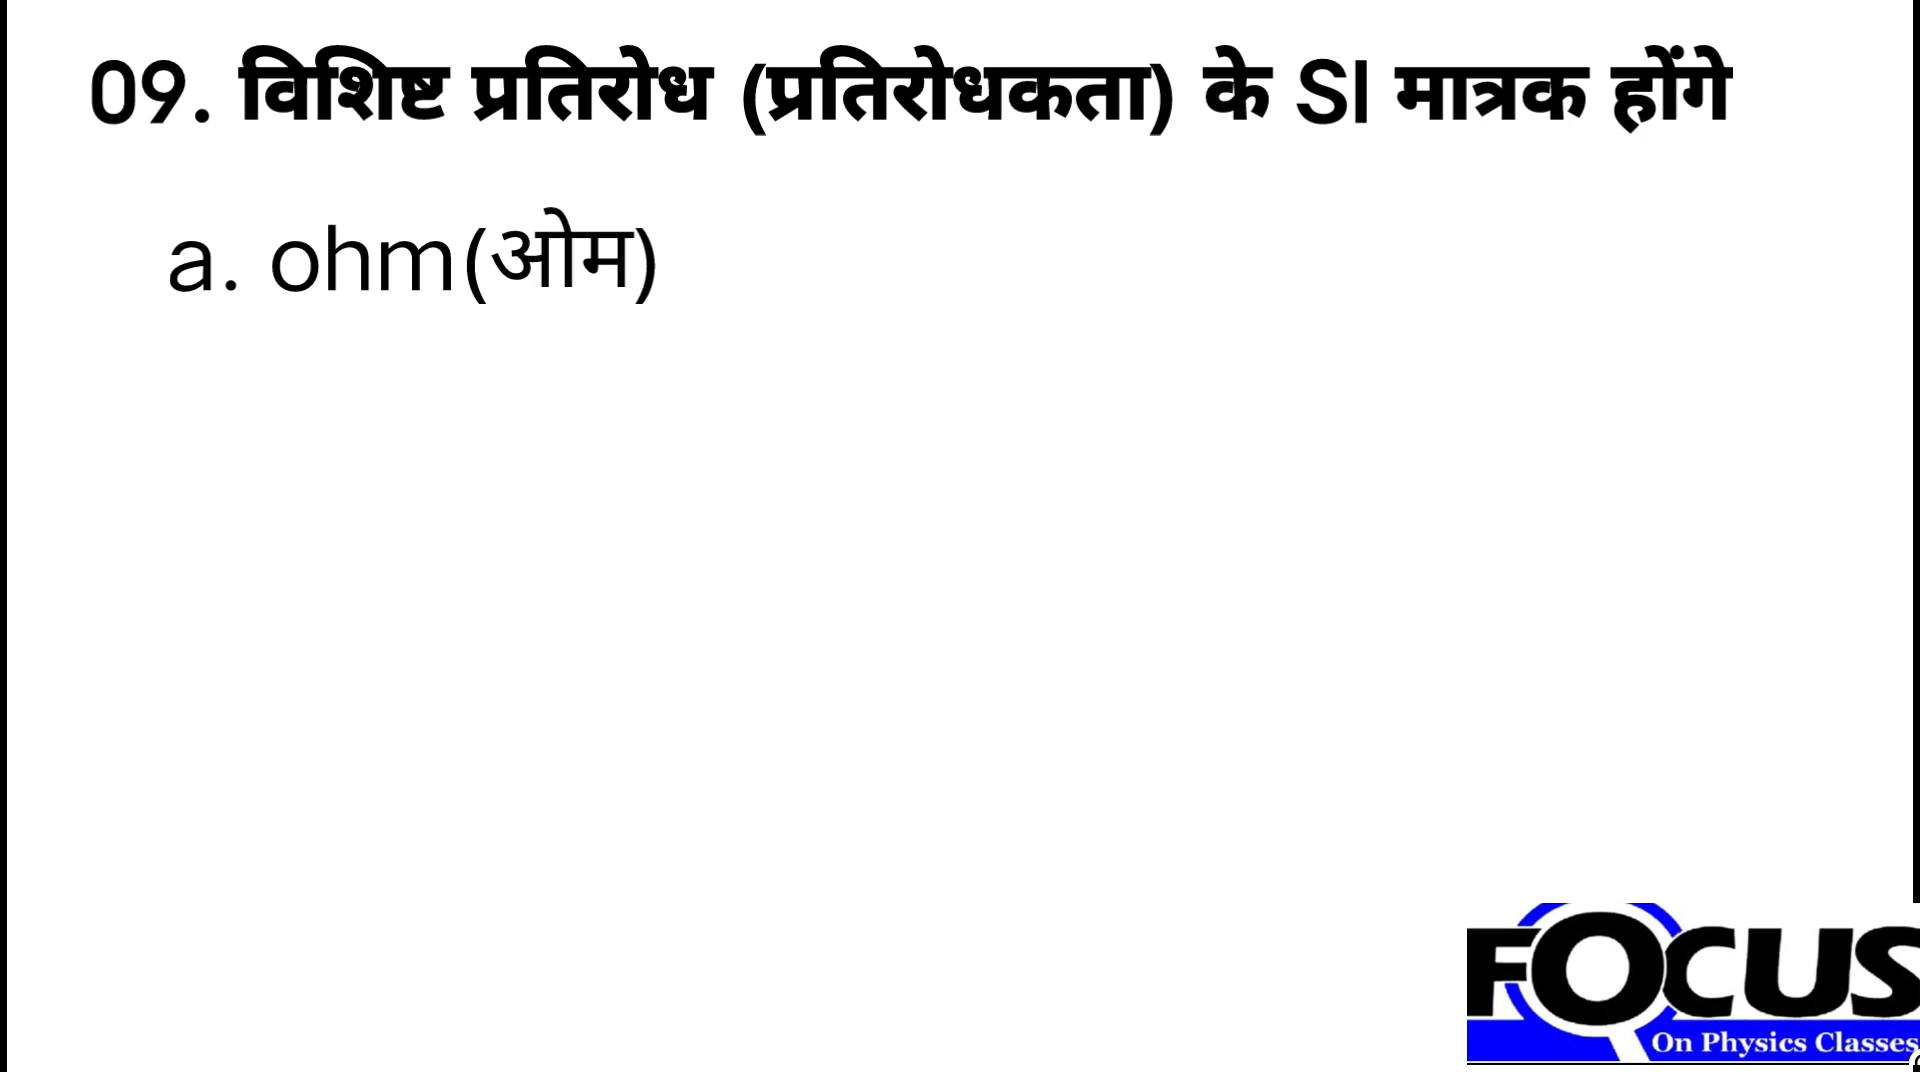 09. विशिष्ट प्रतिरोध (प्रतिरोधकता) के SI मात्रक होंगे
a. ohm(ओम)
FOCUS
On Physics Classes